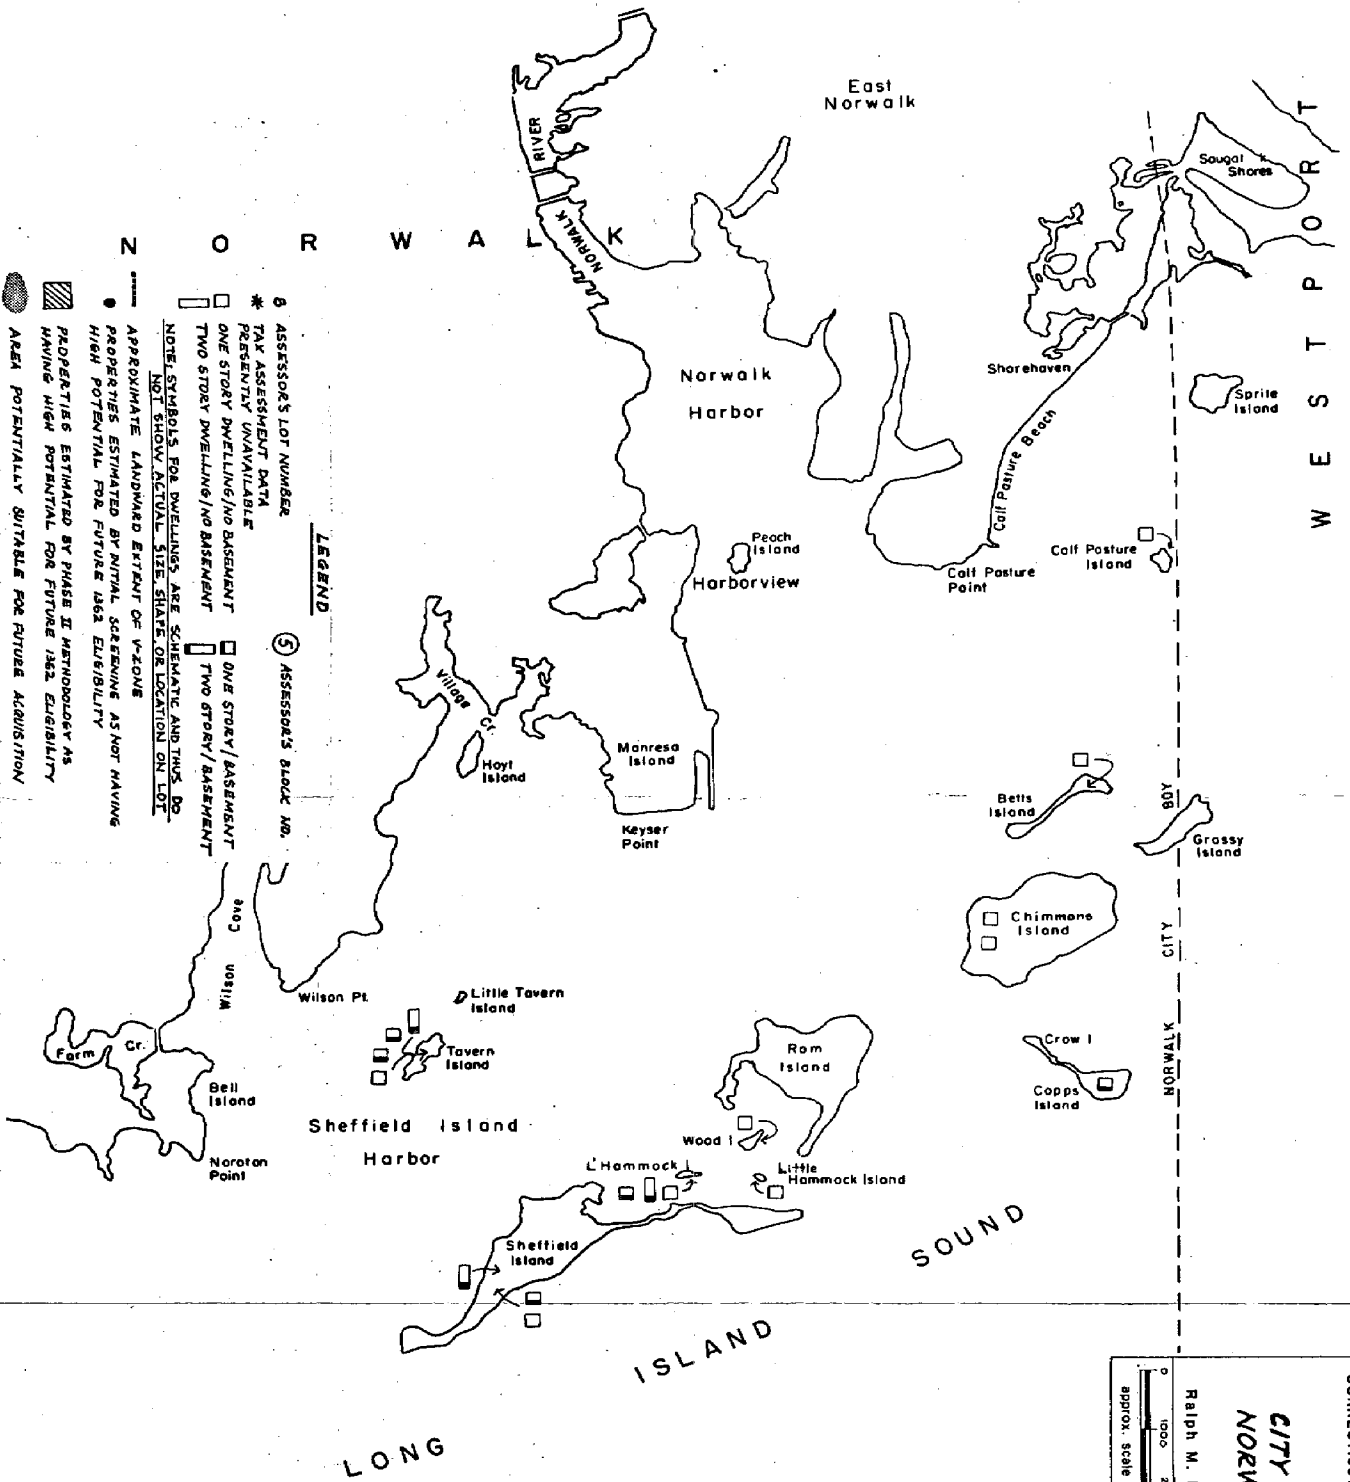 East
Norwalk
WESTPORT
Saugat k
Shores
RIVER
NORWALK
NORWALK
Shorehaven
Sprite
Island
Norwalk
Harbor
Calf Pasture Beach
Peach
Island
Harborview
Calf Pasture
Point
Calf Pasture
Island
Village
Cr.
Hoyt
Island
Manresa
Island
Keyser
Point
Betts
Island
Grassy
Island
Chimmons
Island
NORWALK CITY BDY
Wilson Cove
Wilson Pt.
Little Tavern
Island
Tavern
Island
Farm Cr.
Bell
Island
Noroton
Point
Sheffield Island
Harbor
Ram
Island
Crow I
Copps
Island
Wood I
L'Hammock I
Little
Hammock Island
Sheffield
Island
LONG ISLAND SOUND
LEGEND
8 ASSESSOR'S LOT NUMBER
5 ASSESSOR'S BLOCK NO.
* TAX ASSESSMENT DATA
PRESENTLY UNAVAILABLE
ONE STORY DWELLING/NO BASEMENT
ONE STORY/BASEMENT
TWO STORY DWELLING/NO BASEMENT
TWO STORY/BASEMENT
NOTE: SYMBOLS FOR DWELLINGS ARE SCHEMATIC AND THUS DO
NOT SHOW ACTUAL SIZE, SHAPE, OR LOCATION ON LOT
APPROXIMATE LANDWARD EXTENT OF V-ZONE
PROPERTIES ESTIMATED BY INITIAL SCREENING AS NOT HAVING
HIGH POTENTIAL FOR FUTURE 1362 ELIGIBILITY
PROPERTIES ESTIMATED BY PHASE II METHODOLOGY AS
HAVING HIGH POTENTIAL FOR FUTURE 1362 ELIGIBILITY
AREA POTENTIALLY SUITABLE FOR FUTURE ACQUISITION
CITY
NORW
Ralph M.
0 1000 2
approx. scale